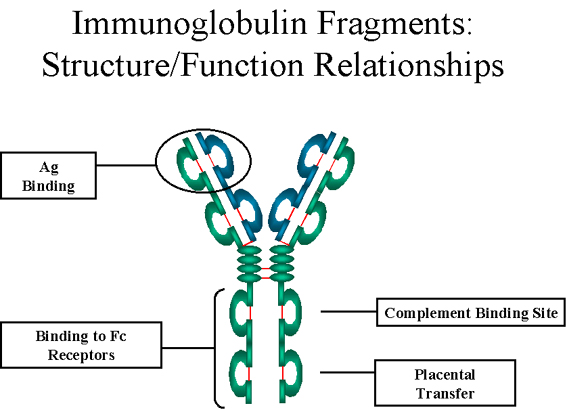 Immunoglobulin Fragments:
Structure/Function Relationships
Ag
Binding
Complement Binding Site
Binding to Fc
Receptors
Placental
Transfer